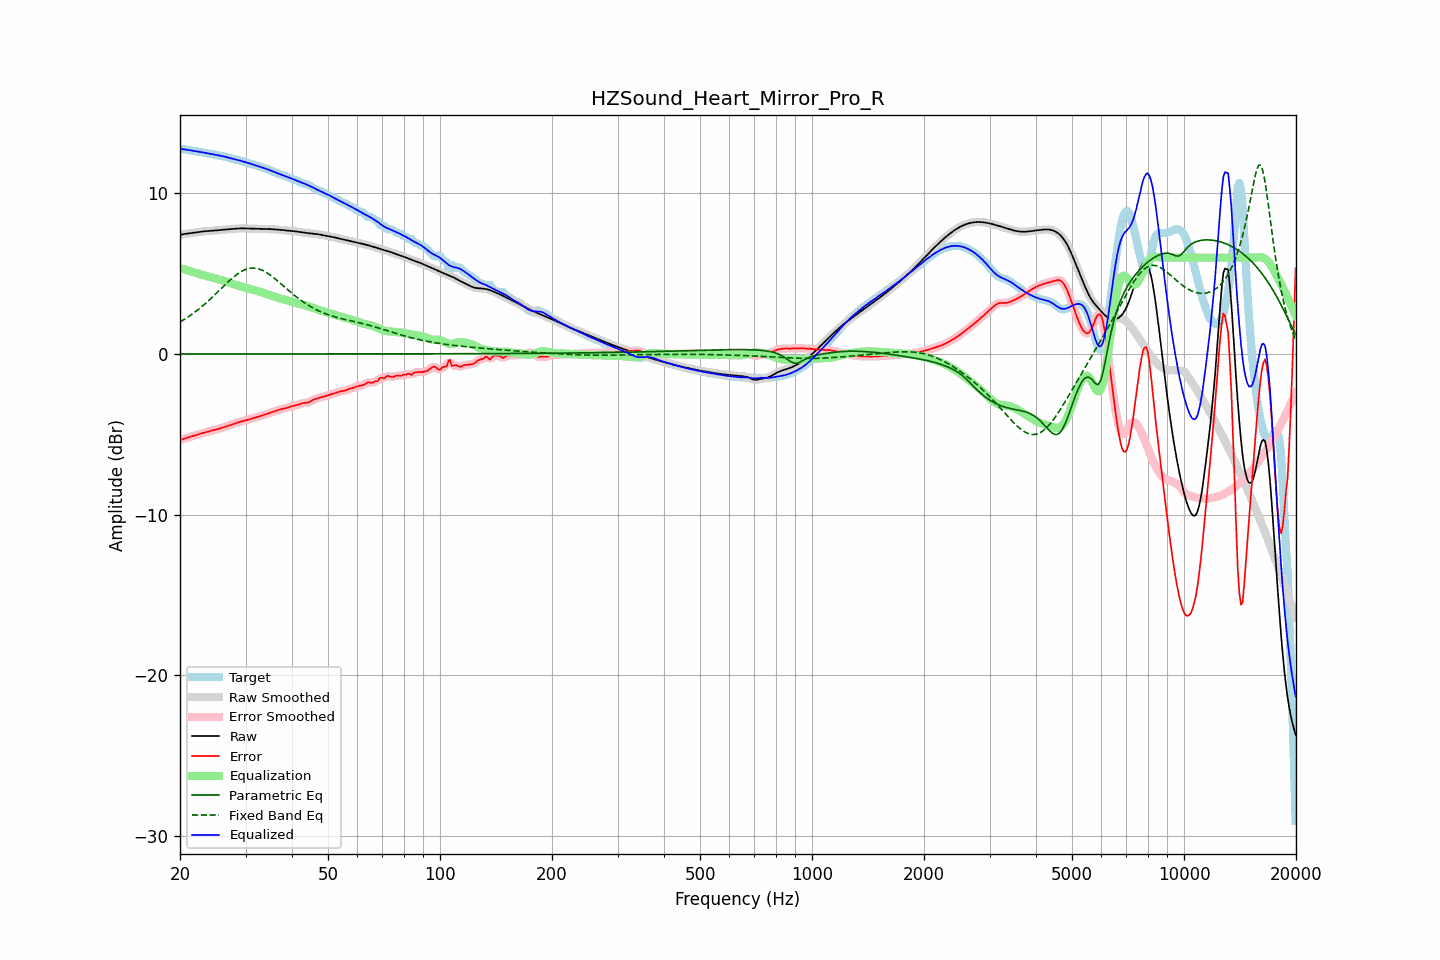 HZSound_Heart_Mirror_Pro_R
Amplitude (dBr)
10
0
−10
−20
−30
Target
Raw Smoothed
Error Smoothed
Raw
Error
Equalization
Parametric Eq
Fixed Band Eq
Equalized
20
50
100
200
500
1000
2000
5000
10000
20000
Frequency (Hz)